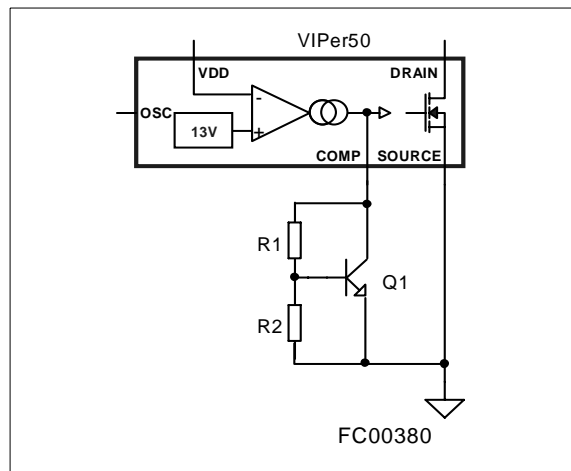 VIPer50
VDD
DRAIN
OSC
-
13V
+
COMP SOURCE
R1
Q1
R2
FC00380